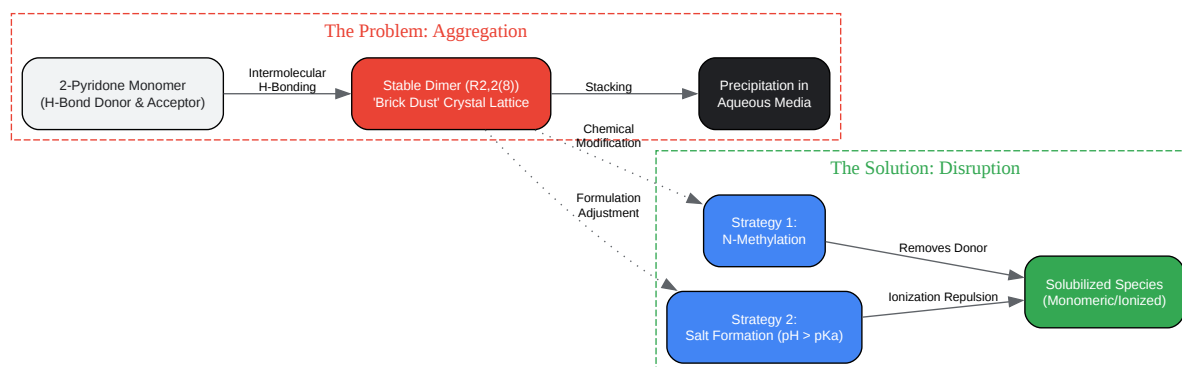 The Problem: Aggregation
2-Pyridone Monomer
(H-Bond Donor & Acceptor)
Intermolecular
H-Bonding
Stable Dimer (R2,2(8))
'Brick Dust' Crystal Lattice
Stacking
Precipitation in
Aqueous Media
Chemical
Modification
Formulation
Adjustment
The Solution: Disruption
Strategy 1:
N-Methylation
Removes Donor
Strategy 2:
Salt Formation (pH > pKa)
Ionization Repulsion
Solubilized Species
(Monomeric/Ionized)